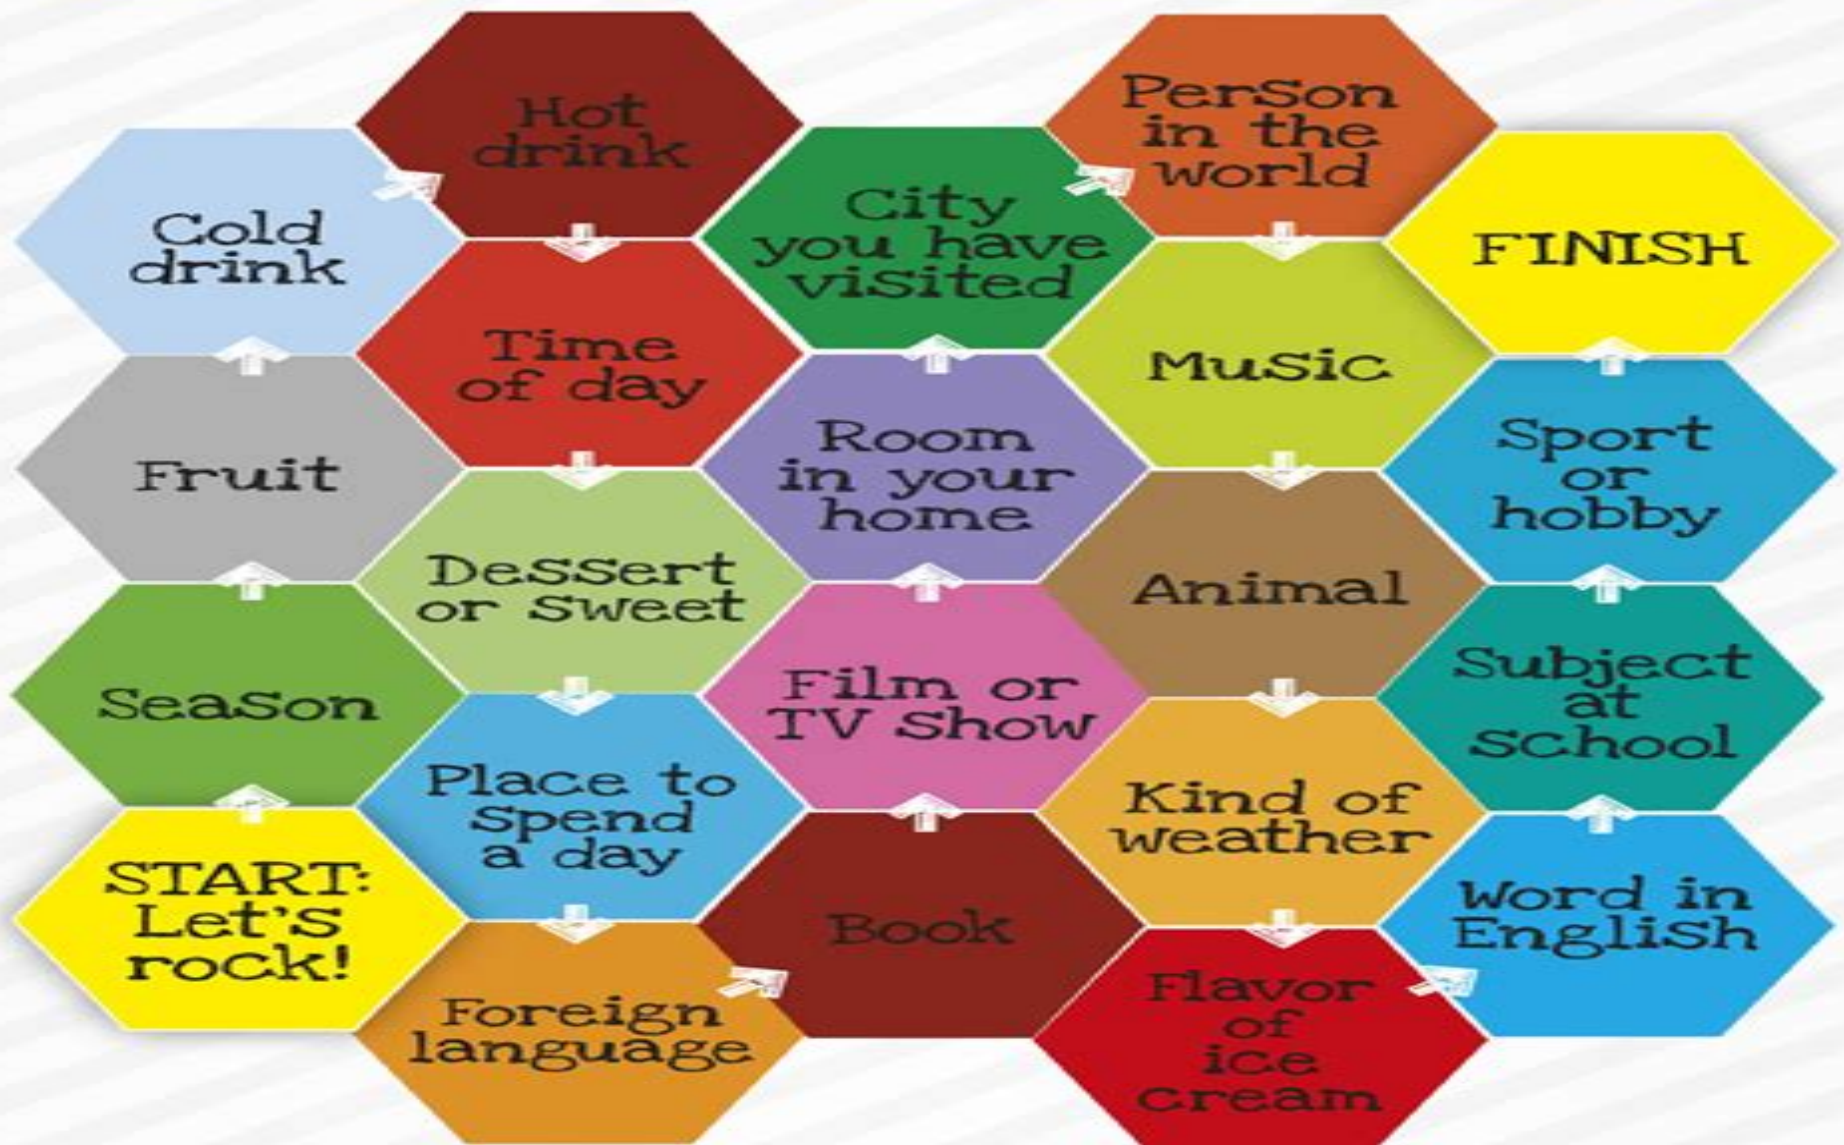 START:
Let's
rock!
Season
Fruit
Cold
drink
Hot
drink
Time
of day
Dessert
or sweet
Place to
spend
a day
Foreign
language
Book
Film or
TV show
Room
in your
home
City
you have
visited
Person
in the
world
Music
Animal
Kind of
weather
Flavor
of
ice
cream
Word in
English
Subject
at
school
Sport
or
hobby
FINISH